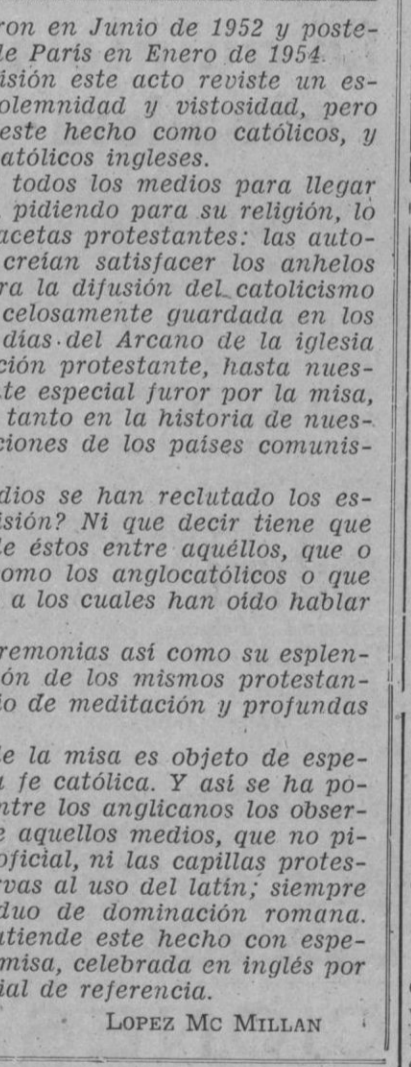 ron en Junio de 1952 y poste-
de París en Enero de 1954.
isión este acto reviste un es-
olemnidad y vistosidad, pero
este hecho como católicos, y
atólicos ingleses.
todos los medios para llegar
pidiendo para su religión, lo
acetas protestantes: las auto-
creían satisfacer los anhelos
ra la difusión del catolicismo
celosamente guardada en los
días del Arcano de la iglesia
ción protestante, hasta nues-
te especial furor por la misa,
tanto en la historia de nues-
ciones de los países comunis-
dios se han reclutado los es-
isión? Ni que decir tiene que
de éstos entre aquéllos, que o
omo los anglocatólicos o que
a los cuales han oído hablar
remonias así como su esplen-
ón de los mismos protestan-
io de meditación y profundas
de la misa es objeto de espe-
a fe católica. Y así se ha po-
ntre los anglicanos los obser-
e aquellos medios, que no pi-
oficial, ni las capillas protes-
rvas al uso del latín; siempre
duo de dominación romana.
atiende este hecho con espe-
misa, celebrada en inglés por
ial de referencia.
LOPEZ MC MILLAN